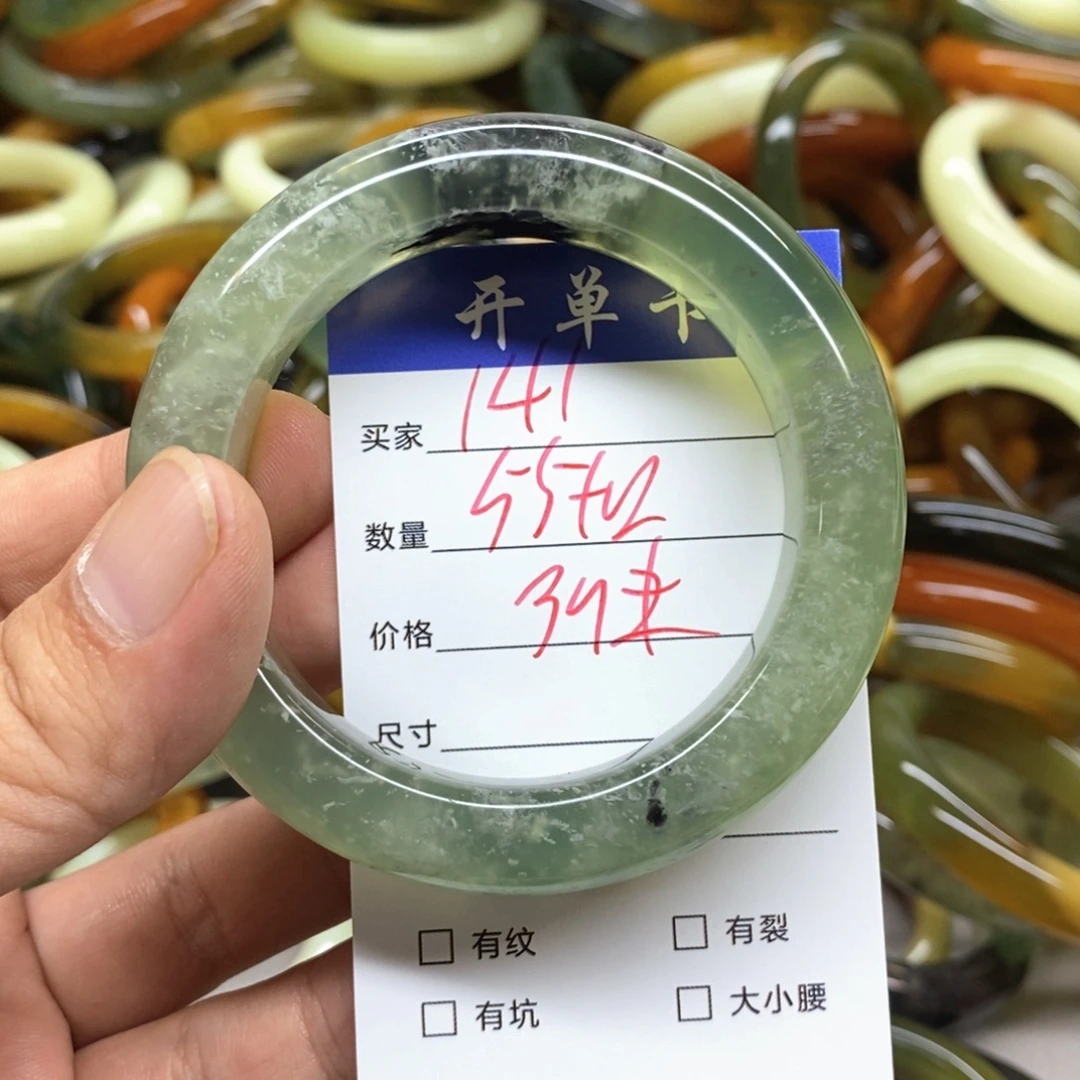 开单卡
买家 141
数量
价格
尺寸
□ 有纹 □ 有裂
□ 有坑 □ 大小腰